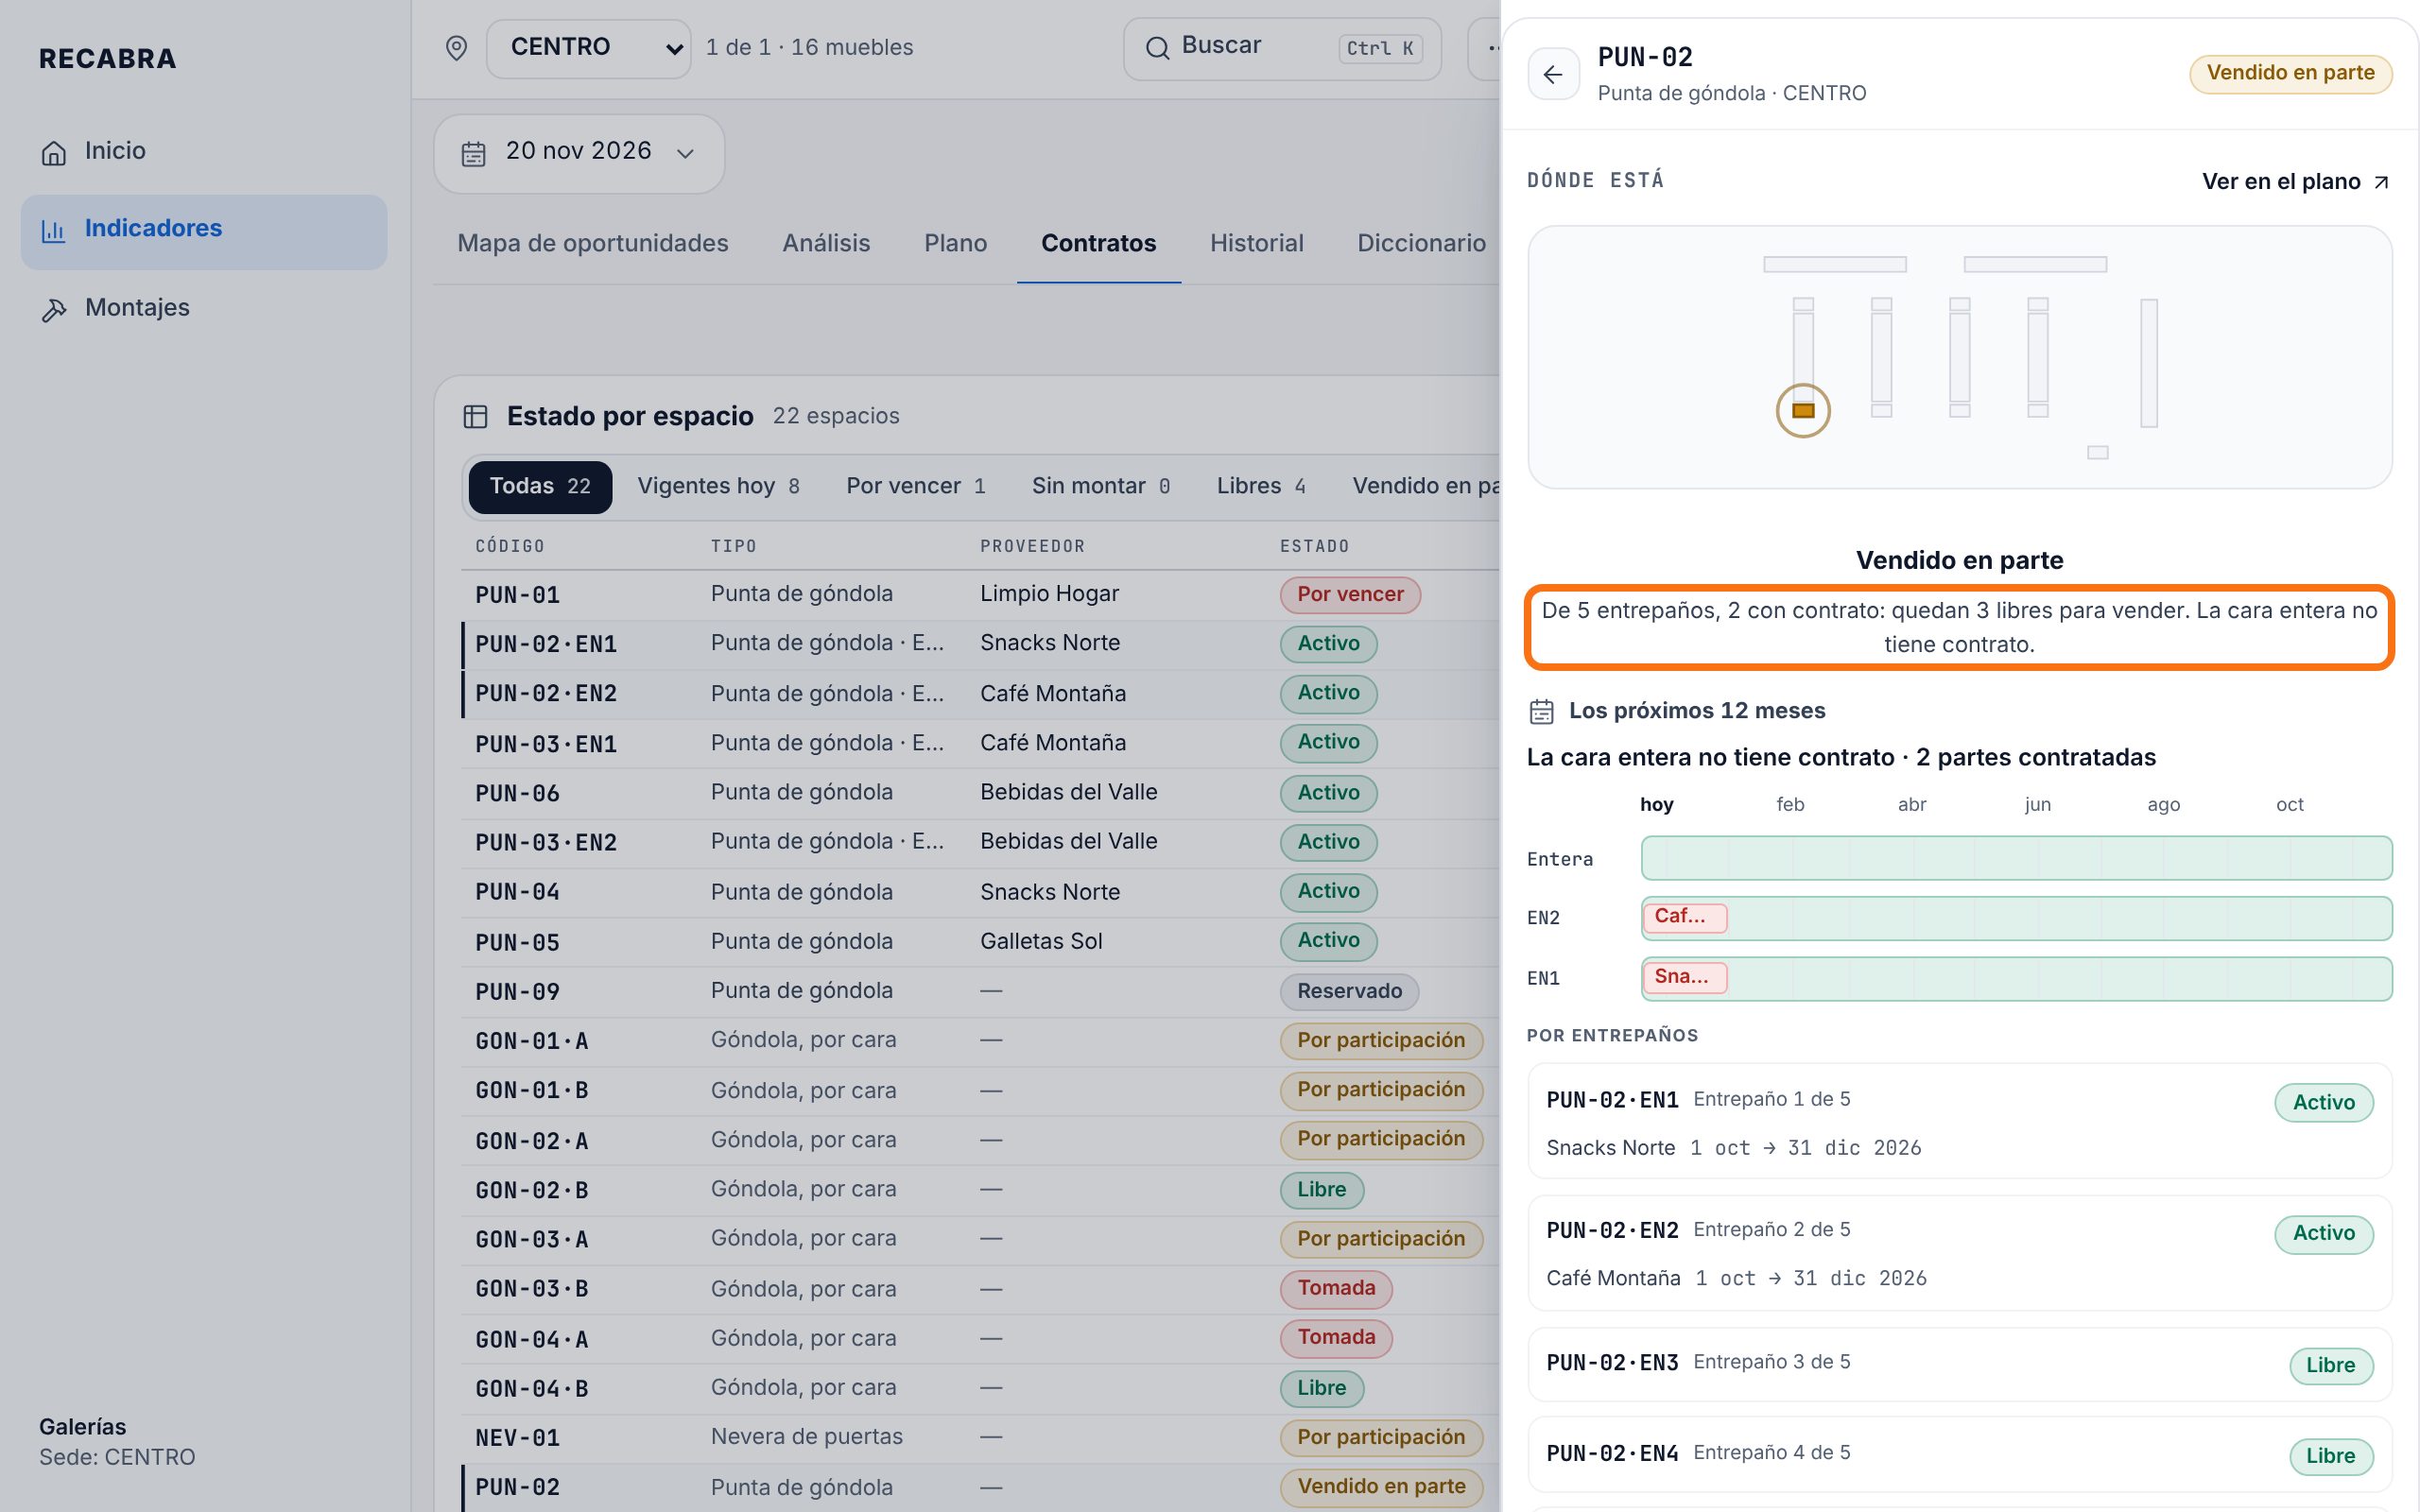 RECABRA
Inicio
Indicadores
Montajes
Galerías
Sede: CENTRO
CENTRO
1 de 1 · 16 muebles
Buscar
Ctrl K
20 nov 2026
Mapa de oportunidades
Análisis
Plano
Contratos
Historial
Diccionario
Estado por espacio 22 espacios
Todas 22
Vigentes hoy 8
Por vencer 1
Sin montar 0
Libres 4
Vendido en pa
CÓDIGO TIPO PROVEEDOR ESTADO
PUN-01 Punta de góndola Limpio Hogar Por vencer
PUN-02·EN1 Punta de góndola · E... Snacks Norte Activo
PUN-02·EN2 Punta de góndola · E... Café Montaña Activo
PUN-03·EN1 Punta de góndola · E... Café Montaña Activo
PUN-06 Punta de góndola Bebidas del Valle Activo
PUN-03·EN2 Punta de góndola · E... Bebidas del Valle Activo
PUN-04 Punta de góndola Snacks Norte Activo
PUN-05 Punta de góndola Galletas Sol Activo
PUN-09 Punta de góndola — Reservado
GON-01·A Góndola, por cara — Por participación
GON-01·B Góndola, por cara — Por participación
GON-02·A Góndola, por cara — Por participación
GON-02·B Góndola, por cara — Libre
GON-03·A Góndola, por cara — Por participación
GON-03·B Góndola, por cara — Tomada
GON-04·A Góndola, por cara — Tomada
GON-04·B Góndola, por cara — Libre
NEV-01 Nevera de puertas — Por participación
PUN-02 Punta de góndola — Vendido en parte
PUN-02
Punta de góndola · CENTRO
Vendido en parte
DÓNDE ESTÁ
Ver en el plano
Vendido en parte
De 5 entrepaños, 2 con contrato: quedan 3 libres para vender. La cara entera no
tiene contrato.
Los próximos 12 meses
La cara entera no tiene contrato · 2 partes contratadas
hoy feb abr jun ago oct
Entera
EN2 Caf...
EN1 Sna...
POR ENTREPAÑOS
PUN-02·EN1 Entrepaño 1 de 5 Activo
Snacks Norte 1 oct → 31 dic 2026
PUN-02·EN2 Entrepaño 2 de 5 Activo
Café Montaña 1 oct → 31 dic 2026
PUN-02·EN3 Entrepaño 3 de 5 Libre
PUN-02·EN4 Entrepaño 4 de 5 Libre